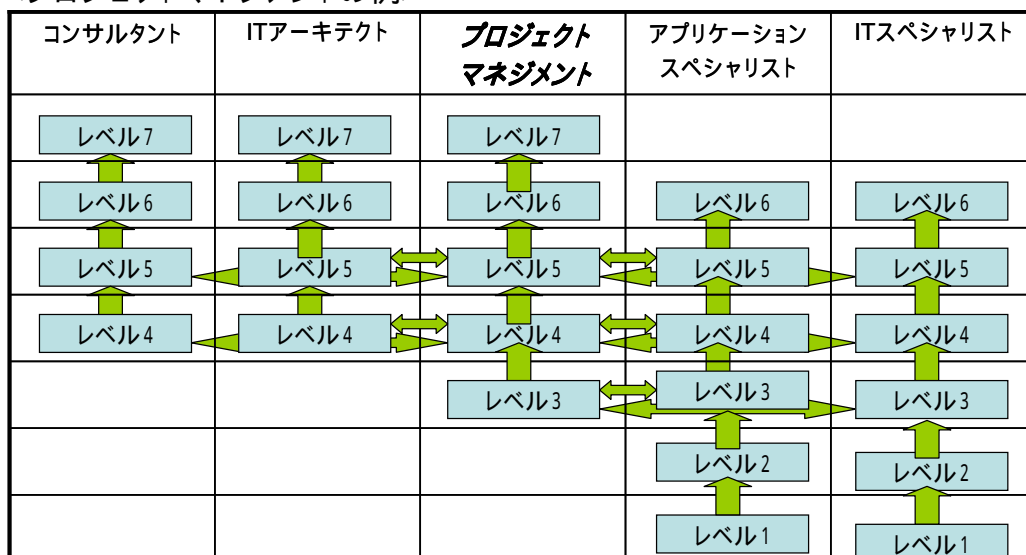 コンサルタント
ITアーキテクト
プロジェクト
マネジメント
アプリケーション
スペシャリスト
ITスペシャリスト
レベル7
レベル7
レベル7
レベル6
レベル6
レベル6
レベル6
レベル6
レベル5
レベル5
レベル5
レベル5
レベル5
レベル4
レベル4
レベル4
レベル4
レベル4
レベル3
レベル3
レベル3
レベル2
レベル2
レベル1
レベル1